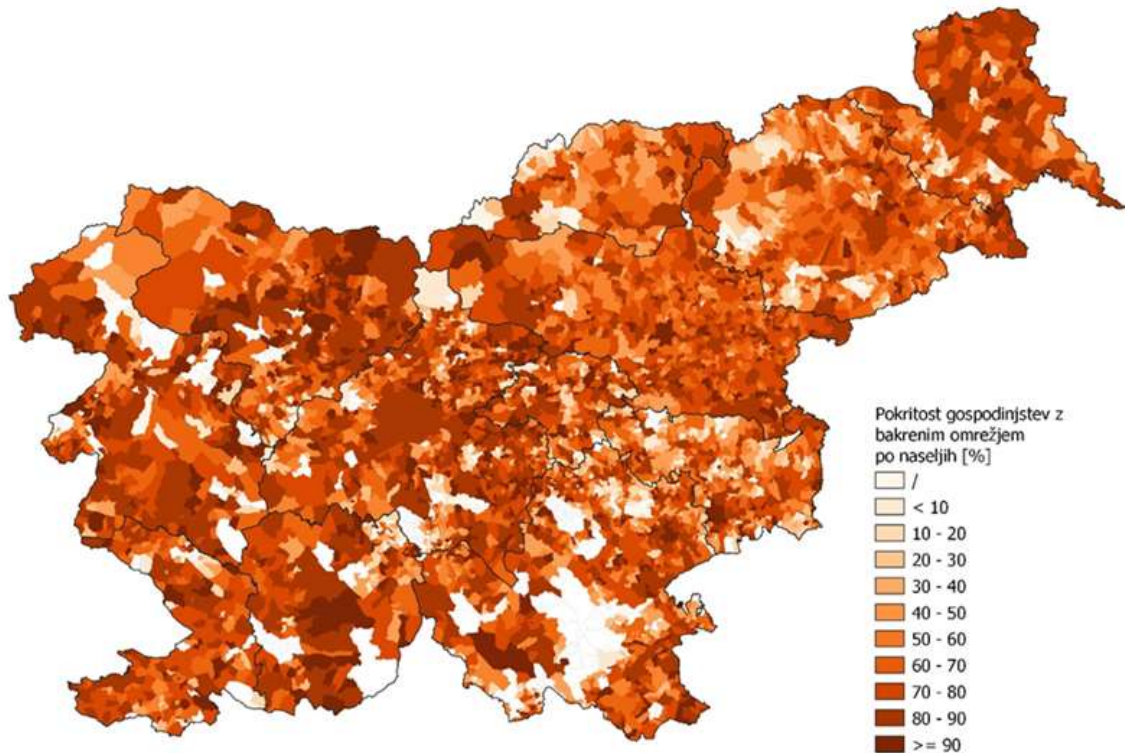 Pokritost gospodinjstev z
bakrenim omrežjem
po naseljih [%]
/
< 10
10 - 20
20 - 30
30 - 40
40 - 50
50 - 60
60 - 70
70 - 80
80 - 90
>= 90